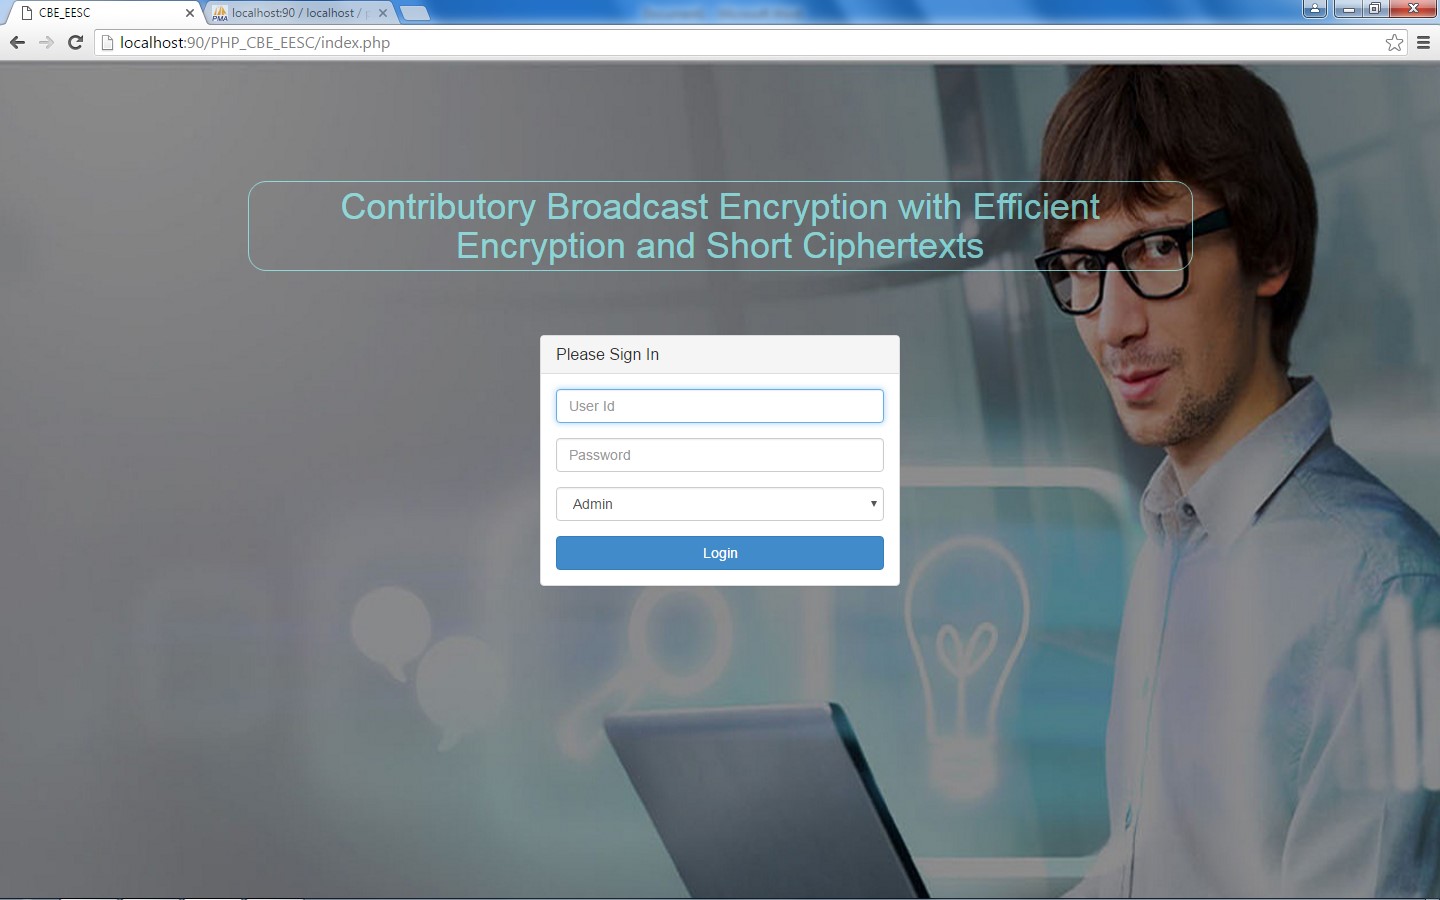 CBE_EESC
localhost:90 / localhost /
PMA
localhost:90/PHP_CBE_EESC/index.php
Contributory Broadcast Encryption with Efficient
Encryption and Short Ciphertexts
Please Sign In
User Id
Password
Admin
Login